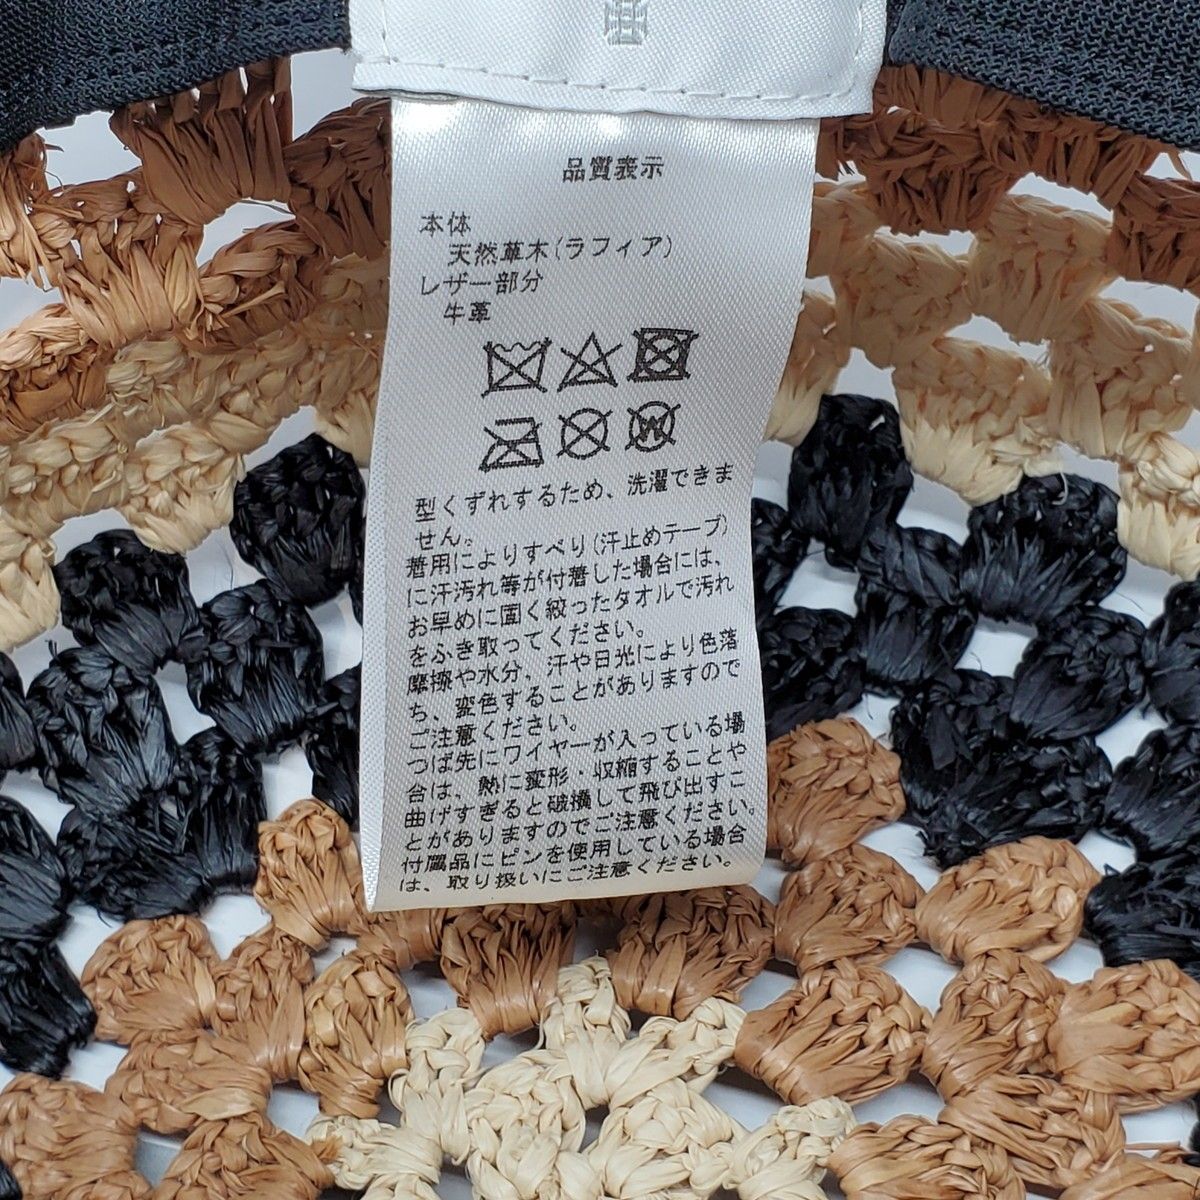 品質表示
本体
天然草木(ラフィア)
レザー部分
牛革
型くずれするため、洗濯できま
せん。
着用によりすべり(汗止めテープ)
に汗汚れ等が付着した場合には、
お早めに固く絞ったタオルで汚れ
をふき取ってください。
摩擦や水分、汗や日光により色落
ち、変色することがありますので
ご注意ください。
つば先にワイヤーが入っている場
合は、熱に変形・収縮することや
曲げすぎると破損して飛び出すこ
とがありますのでご注意ください。
付属品にピンを使用している場合
は、取り扱いにご注意ください。